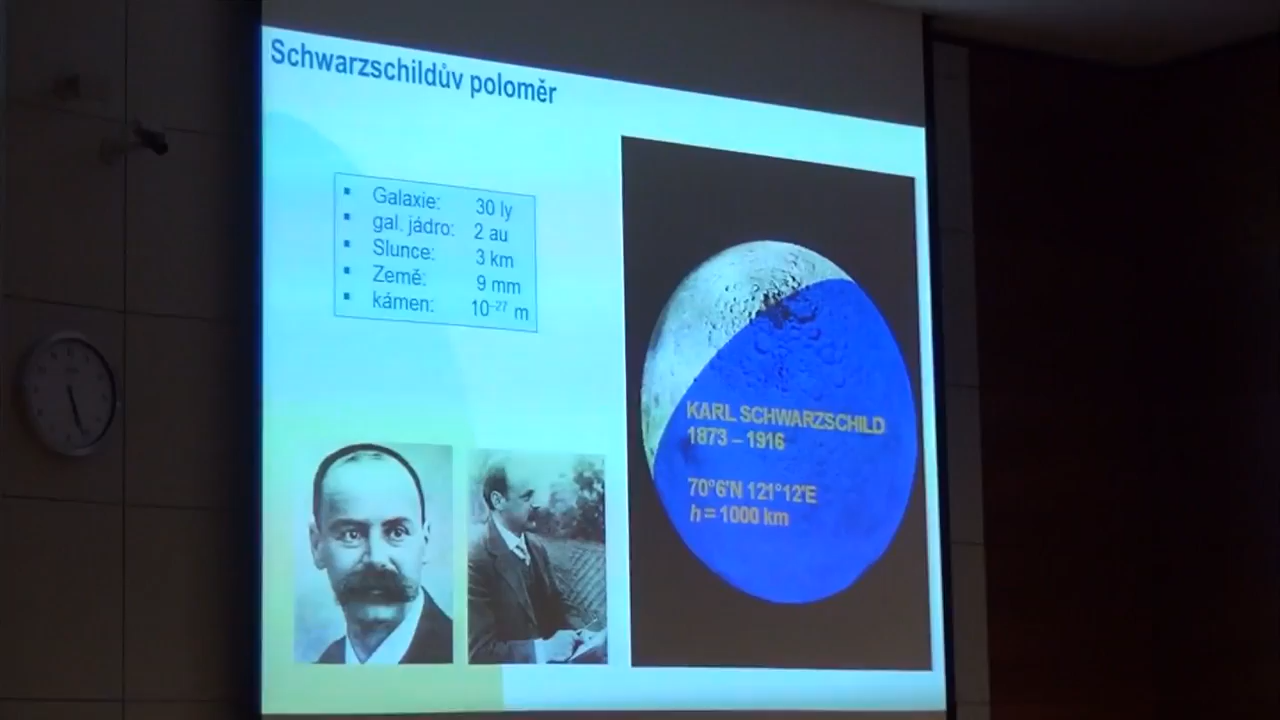 Schwarzschildův poloměr
▪ Galaxie: 30 ly
▪ gal. jádro: 2 au
▪ Slunce: 3 km
▪ Země: 9 mm
▪ kámen: 10⁻²⁷ m
KARL SCHWARZSCHILD
1873 – 1916
70°6'N 121°12'E
h = 1000 km